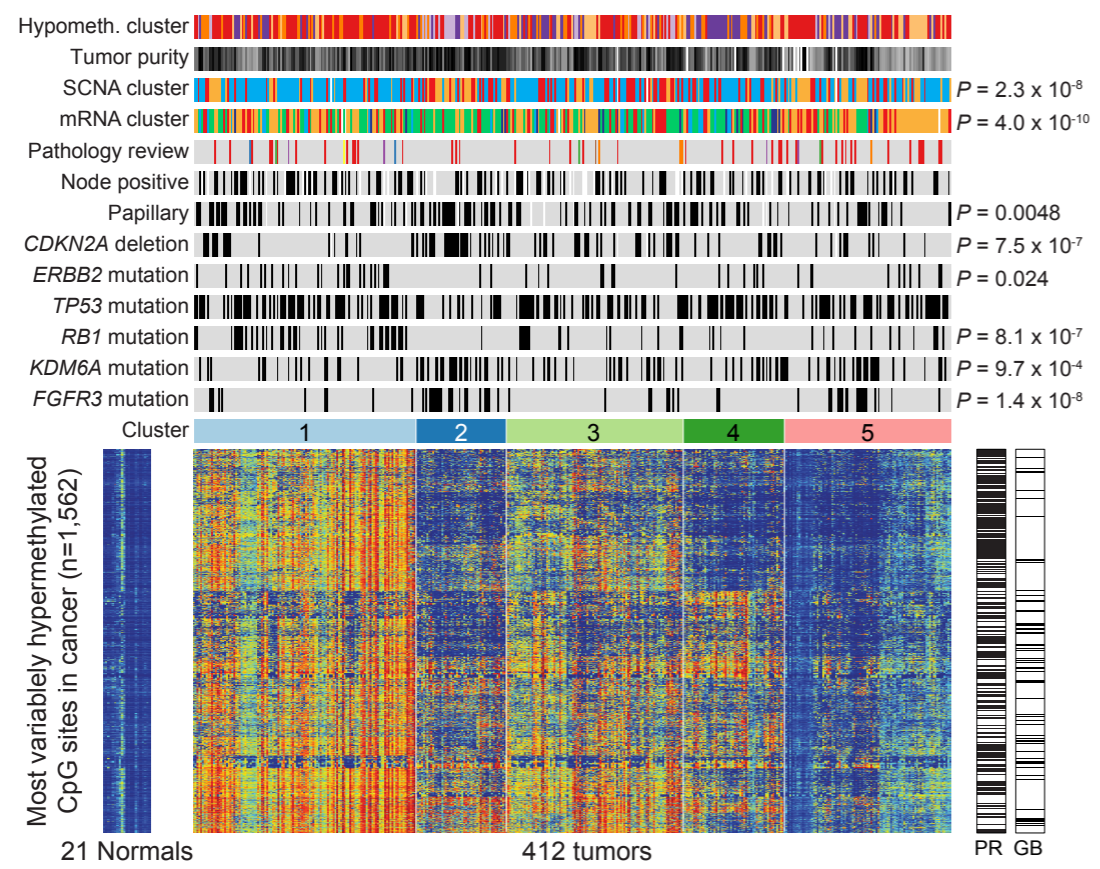 Hypometh. cluster
Tumor purity
SCNA cluster P = 2.3 x 10-8
mRNA cluster P = 4.0 x 10-10
Pathology review
Node positive
Papillary P = 0.0048
CDKN2A deletion P = 7.5 x 10-7
ERBB2 mutation P = 0.024
TP53 mutation
RB1 mutation P = 8.1 x 10-7
KDM6A mutation P = 9.7 x 10-4
FGFR3 mutation P = 1.4 x 10-8
Cluster 1 2 3 4 5
Most variablely hypermethylated
CpG sites in cancer (n=1,562)
21 Normals 412 tumors PR GB